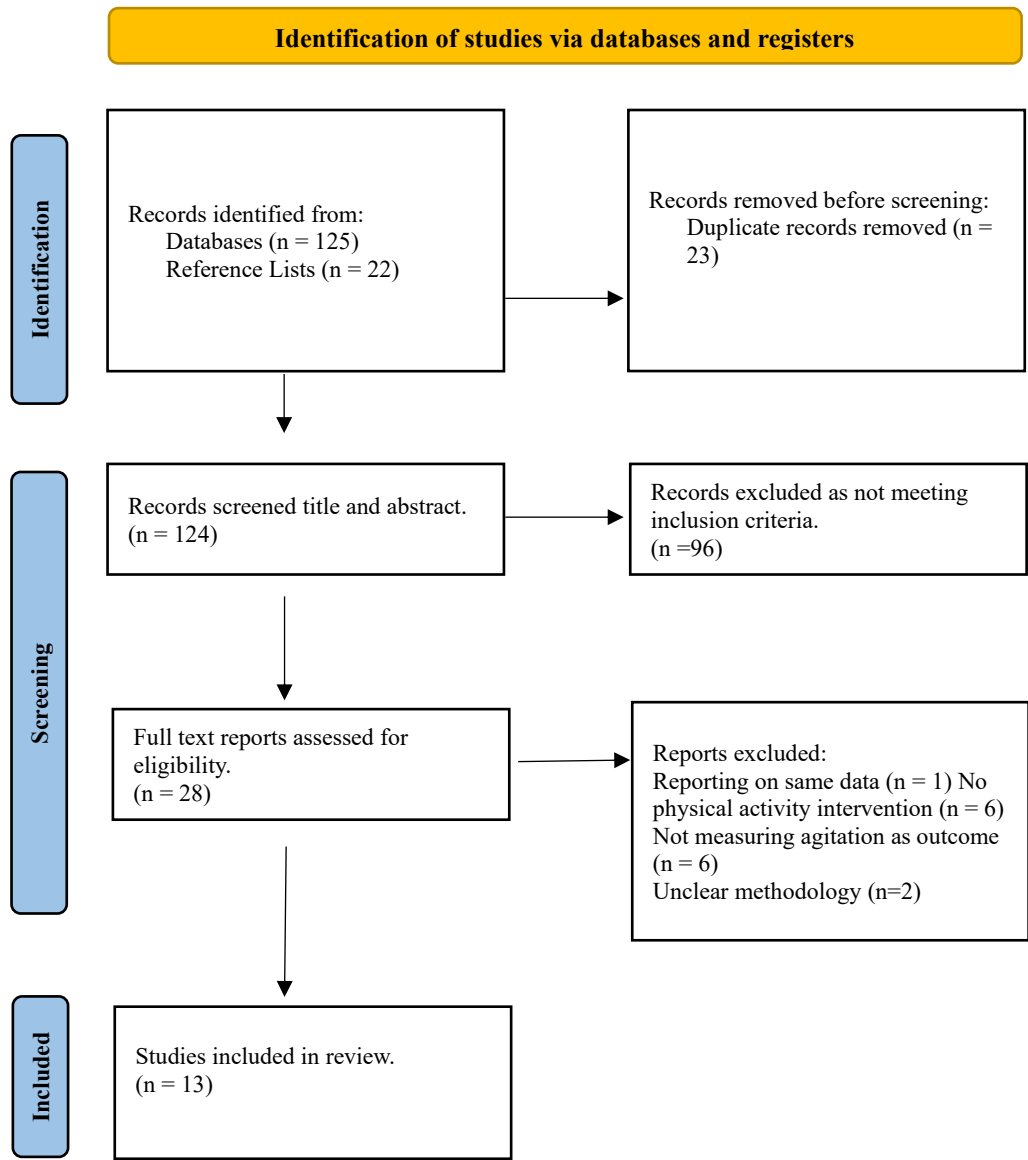 Identification of studies via databases and registers
Identification
Records identified from:
Databases (n = 125)
Reference Lists (n = 22)
Records removed before screening:
Duplicate records removed (n =
23)
Screening
Records screened title and abstract.
(n = 124)
Records excluded as not meeting
inclusion criteria.
(n =96)
Full text reports assessed for
eligibility.
(n = 28)
Reports excluded:
Reporting on same data (n = 1) No
physical activity intervention (n = 6)
Not measuring agitation as outcome
(n = 6)
Unclear methodology (n=2)
Included
Studies included in review.
(n = 13)